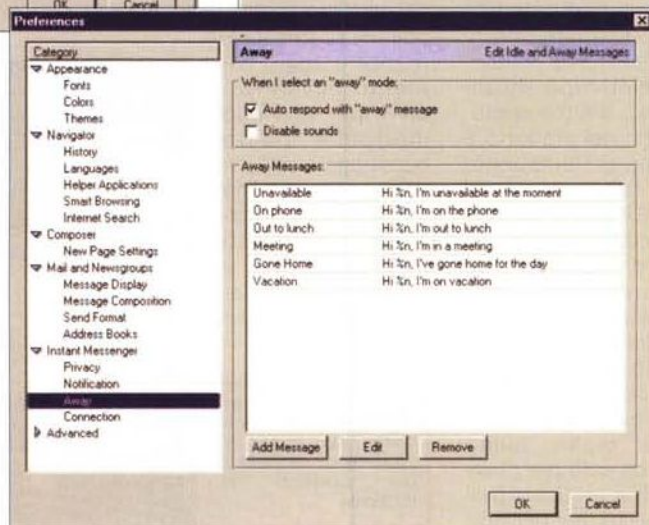 OK Cancel
Preferences
Category
Appearance
Fonts
Colors
Themes
Navigator
History
Languages
Helper Applications
Smart Browsing
Internet Search
Composer
New Page Settings
Mail and Newsgroups
Message Display
Message Composition
Send Format
Address Books
Instant Messenger
Privacy
Notification
Away
Connection
Advanced
Away Edit Idle and Away Messages
When I select an "away" mode:
Auto respond with "away" message
Disable sounds
Away Messages:
Unavailable Hi %n, I'm unavailable at the moment
On phone Hi %n, I'm on the phone
Out to lunch Hi %n, I'm out to lunch
Meeting Hi %n, I'm in a meeting
Gone Home Hi %n, I've gone home for the day
Vacation Hi %n, I'm on vacation
Add Message Edit Remove
OK Cancel